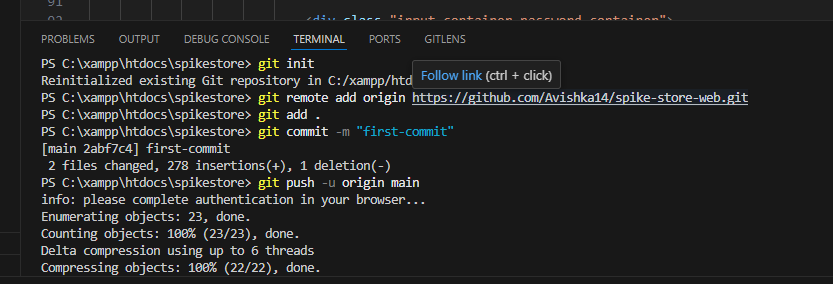 91
92 <div class="input-container password-container">
PROBLEMS OUTPUT DEBUG CONSOLE TERMINAL PORTS GITLENS
PS C:\xampp\htdocs\spikestore> git init
Reinitialized existing Git repository in C:/xampp/htd
Follow link (ctrl + click)
PS C:\xampp\htdocs\spikestore> git remote add origin https://github.com/Avishka14/spike-store-web.git
PS C:\xampp\htdocs\spikestore> git add .
PS C:\xampp\htdocs\spikestore> git commit -m "first-commit"
[main 2abf7c4] first-commit
2 files changed, 278 insertions(+), 1 deletion(-)
PS C:\xampp\htdocs\spikestore> git push -u origin main
info: please complete authentication in your browser...
Enumerating objects: 23, done.
Counting objects: 100% (23/23), done.
Delta compression using up to 6 threads
Compressing objects: 100% (22/22), done.